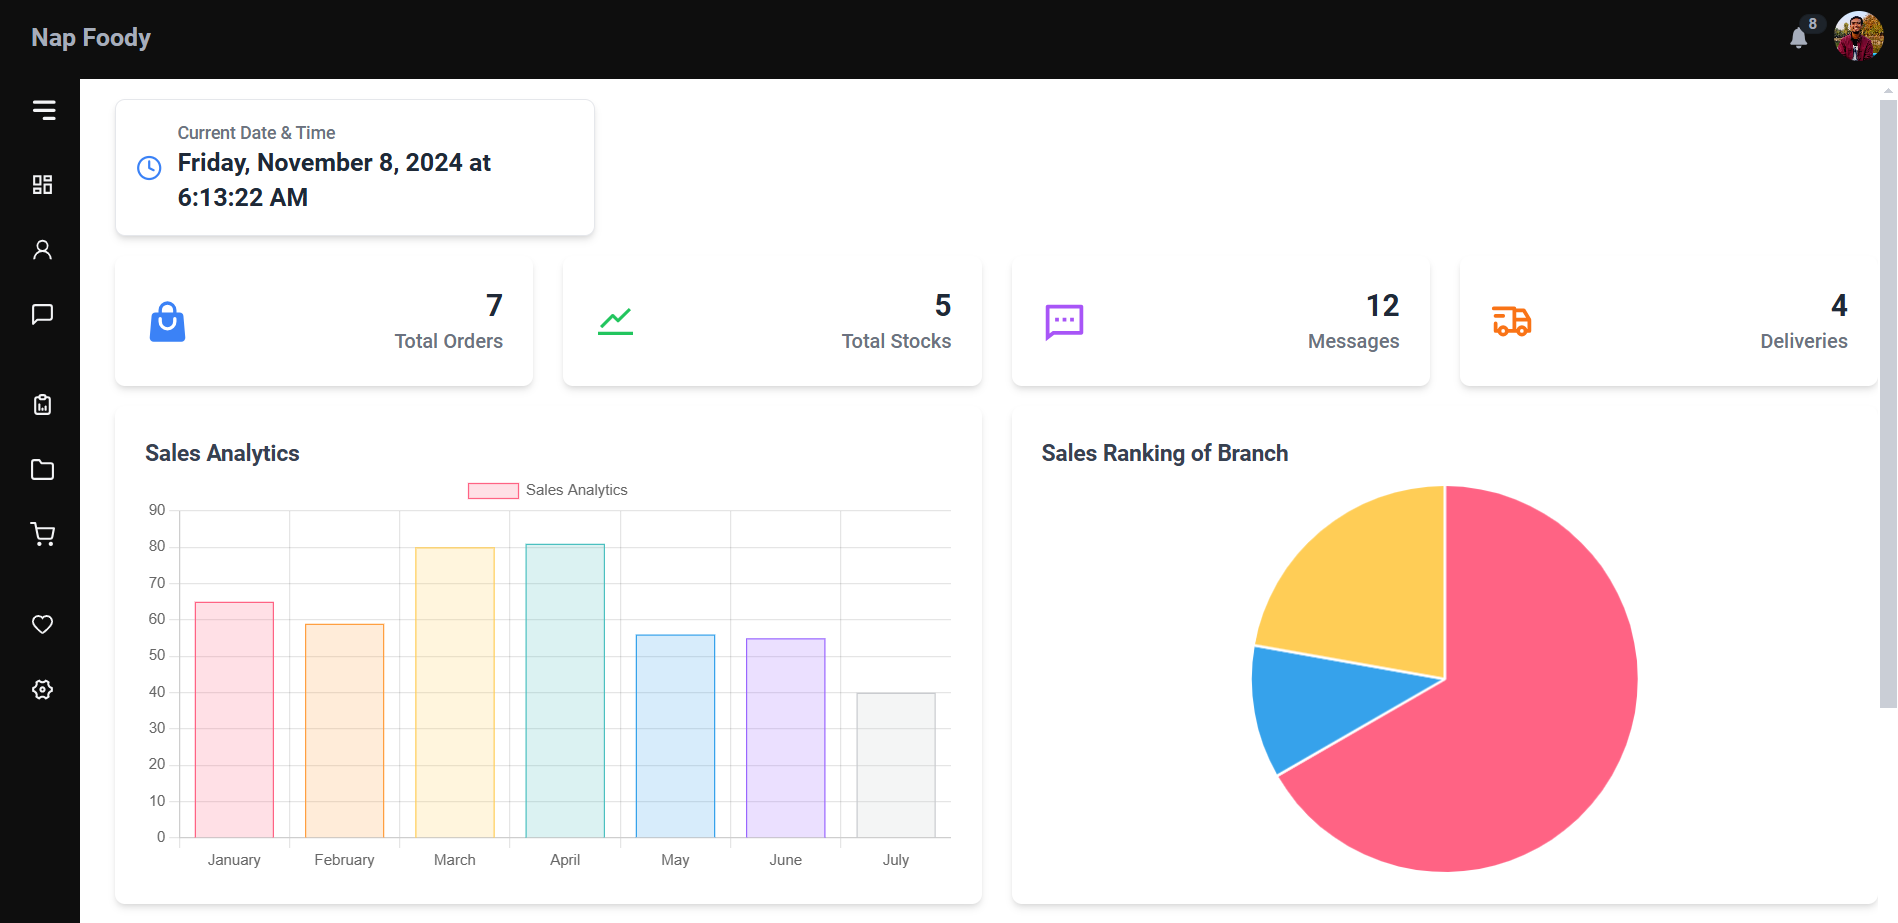 Nap Foody
8
Current Date & Time
Friday, November 8, 2024 at
6:13:22 AM
7
Total Orders
5
Total Stocks
12
Messages
4
Deliveries
Sales Analytics
Sales Analytics
90
80
70
60
50
40
30
20
10
0
January February March April May June July
Sales Ranking of Branch